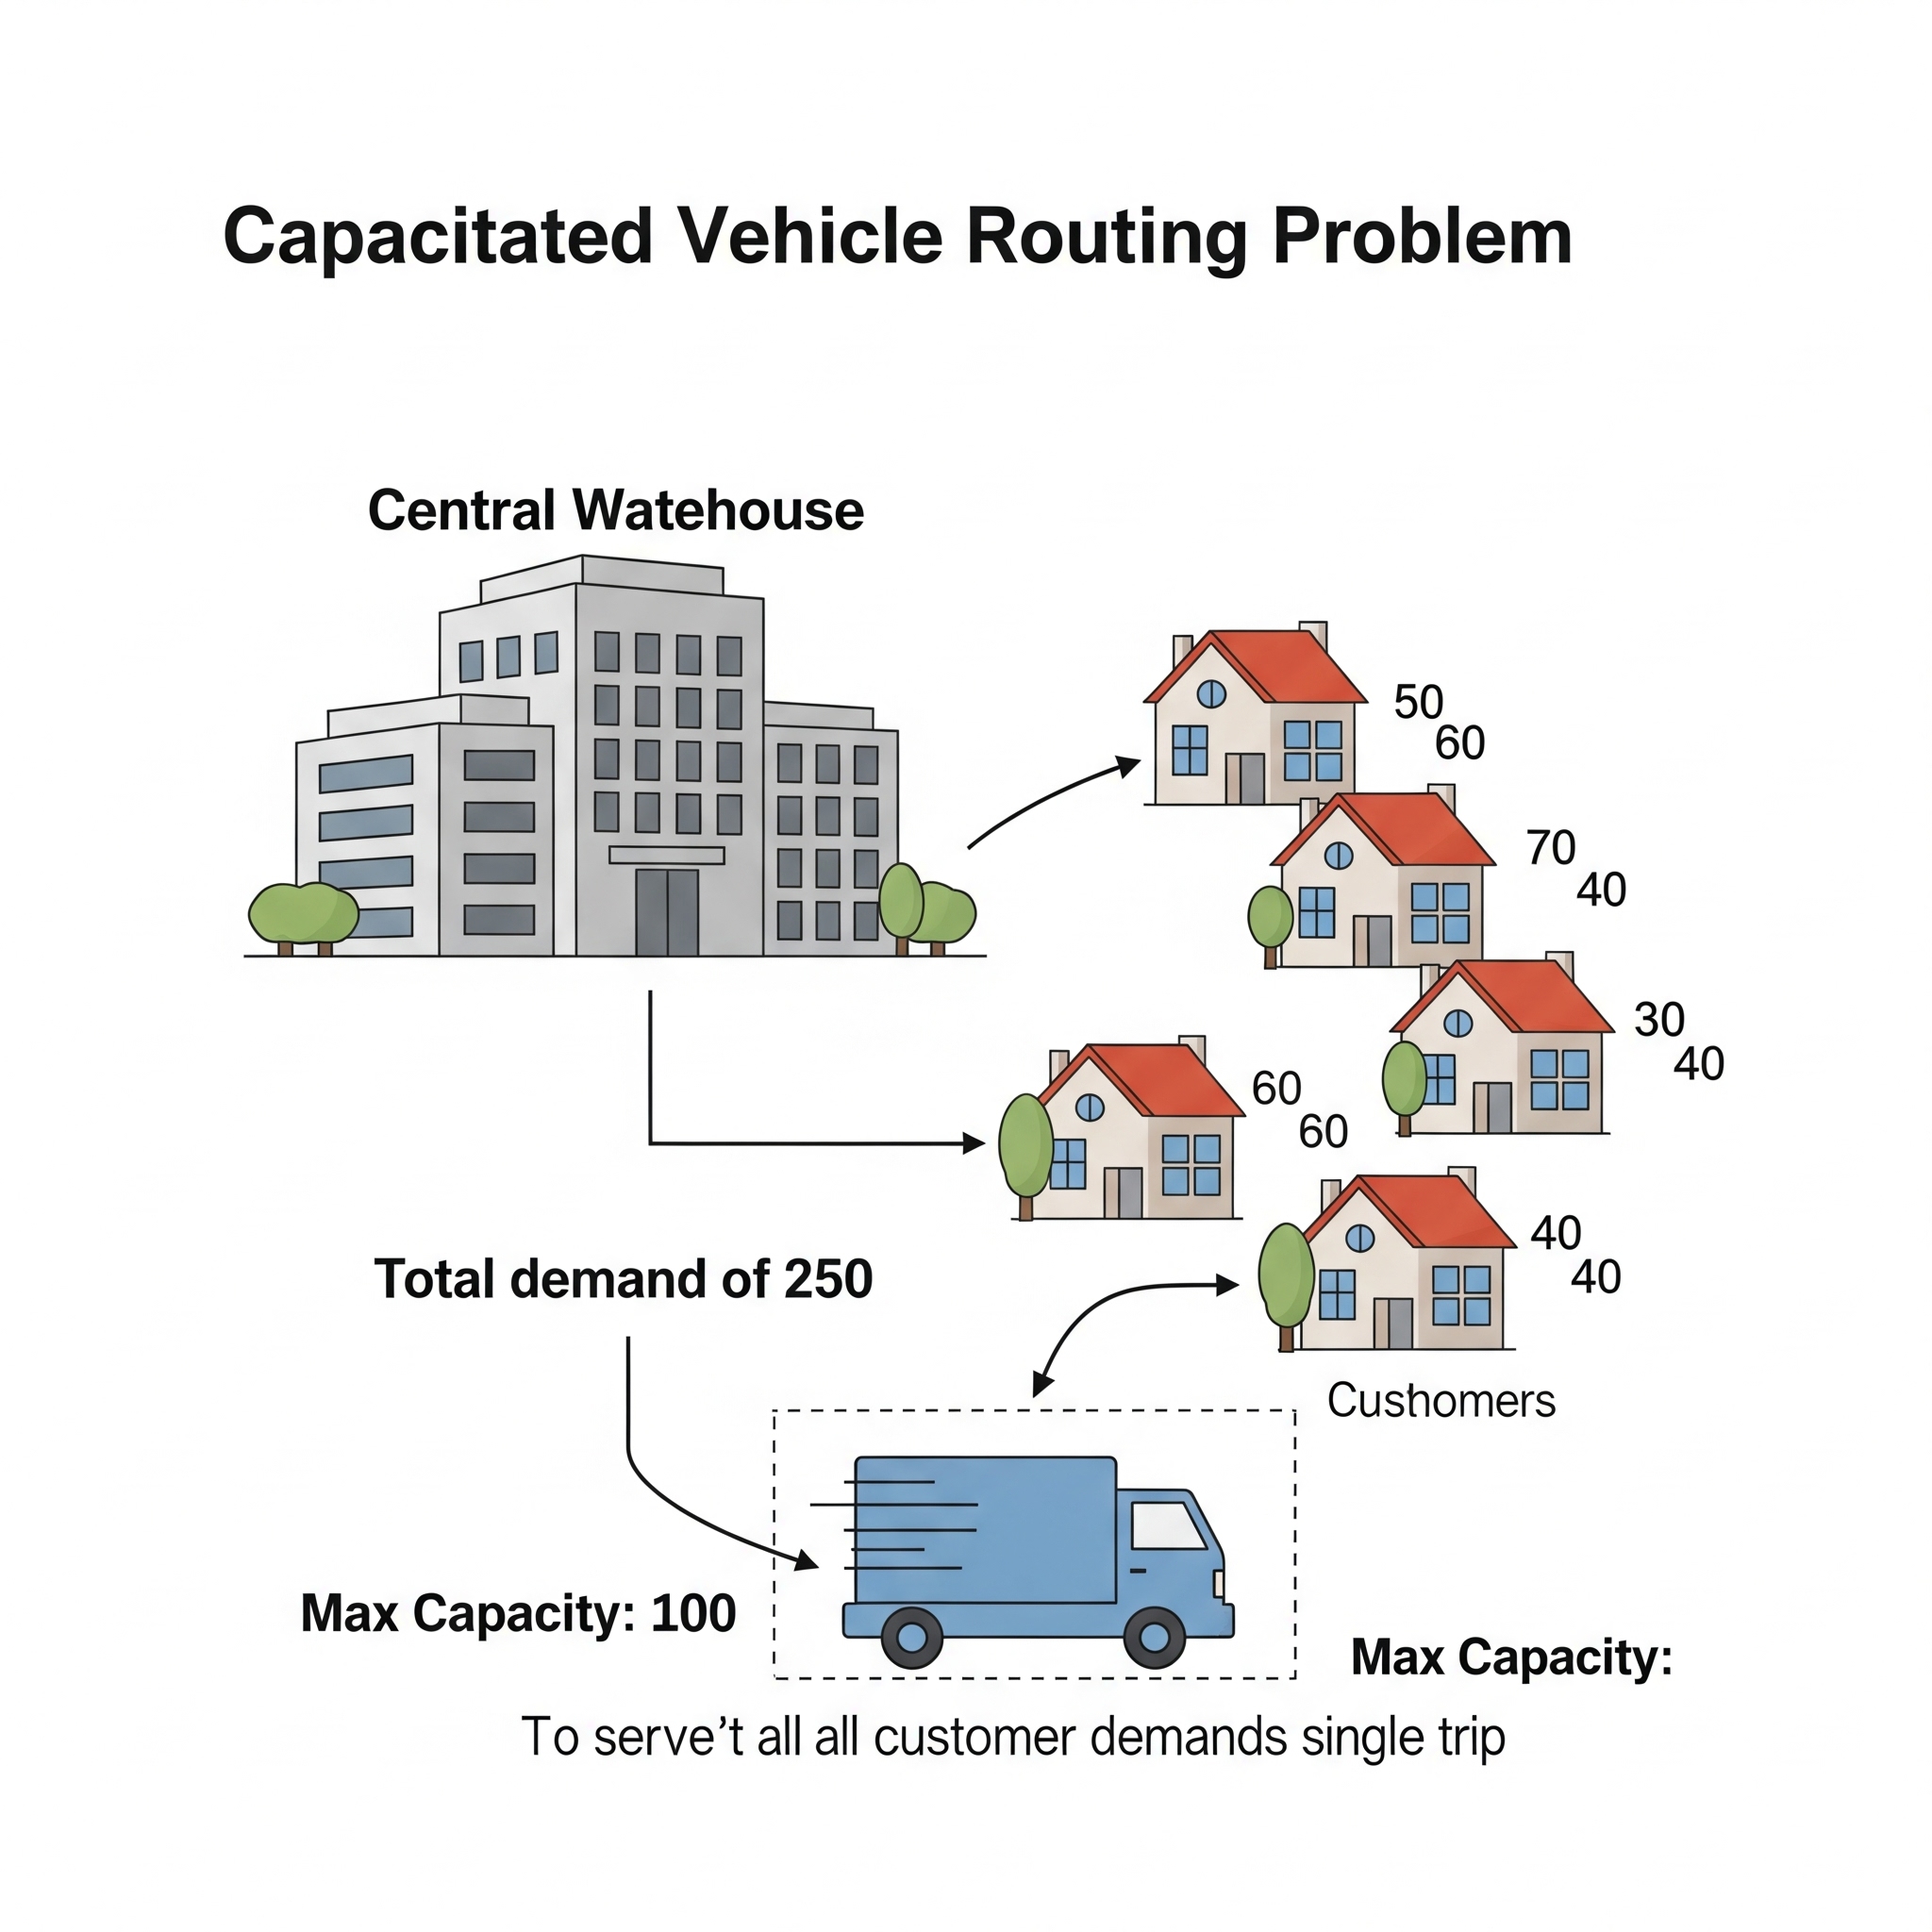 Capacitated Vehicle Routing Problem
Central Watehouse
50
60
70
40
30
40
60
60
40
40
Total demand of 250
Cushomers
Max Capacity: 100
Max Capacity:
To serve’t all all customer demands single trip